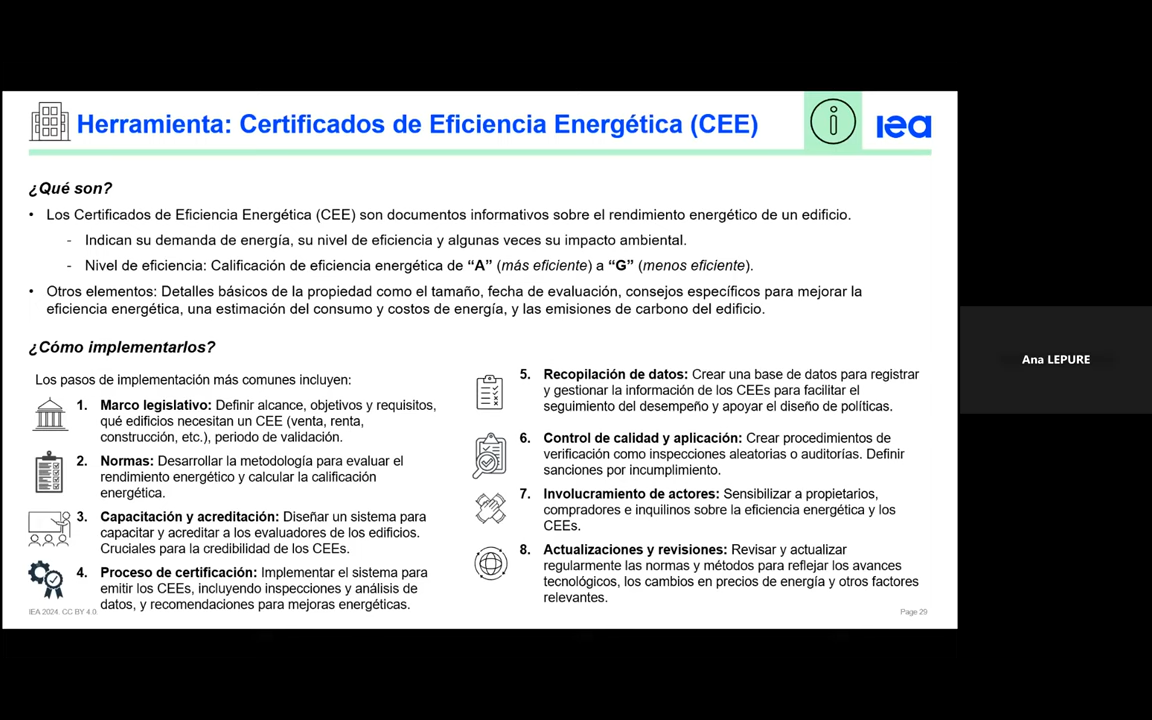 Herramienta: Certificados de Eficiencia Energética (CEE)
i
iea
¿Qué son?
• Los Certificados de Eficiencia Energética (CEE) son documentos informativos sobre el rendimiento energético de un edificio.
- Indican su demanda de energía, su nivel de eficiencia y algunas veces su impacto ambiental.
- Nivel de eficiencia: Calificación de eficiencia energética de “A” (más eficiente) a “G” (menos eficiente).
• Otros elementos: Detalles básicos de la propiedad como el tamaño, fecha de evaluación, consejos específicos para mejorar la
eficiencia energética, una estimación del consumo y costos de energía, y las emisiones de carbono del edificio.
¿Cómo implementarlos?
Los pasos de implementación más comunes incluyen:
1. Marco legislativo: Definir alcance, objetivos y requisitos,
qué edificios necesitan un CEE (venta, renta,
construcción, etc.), periodo de validación.
2. Normas: Desarrollar la metodología para evaluar el
rendimiento energético y calcular la calificación
energética.
3. Capacitación y acreditación: Diseñar un sistema para
capacitar y acreditar a los evaluadores de los edificios.
Cruciales para la credibilidad de los CEEs.
4. Proceso de certificación: Implementar el sistema para
emitir los CEEs, incluyendo inspecciones y análisis de
datos, y recomendaciones para mejoras energéticas.
5. Recopilación de datos: Crear una base de datos para registrar
y gestionar la información de los CEEs para facilitar el
seguimiento del desempeño y apoyar el diseño de políticas.
6. Control de calidad y aplicación: Crear procedimientos de
verificación como inspecciones aleatorias o auditorías. Definir
sanciones por incumplimiento.
7. Involucramiento de actores: Sensibilizar a propietarios,
compradores e inquilinos sobre la eficiencia energética y los
CEEs.
8. Actualizaciones y revisiones: Revisar y actualizar
regularmente las normas y métodos para reflejar los avances
tecnológicos, los cambios en precios de energía y otros factores
relevantes.
IEA 2024. CC BY 4.0.
Page 29
Ana LEPURE